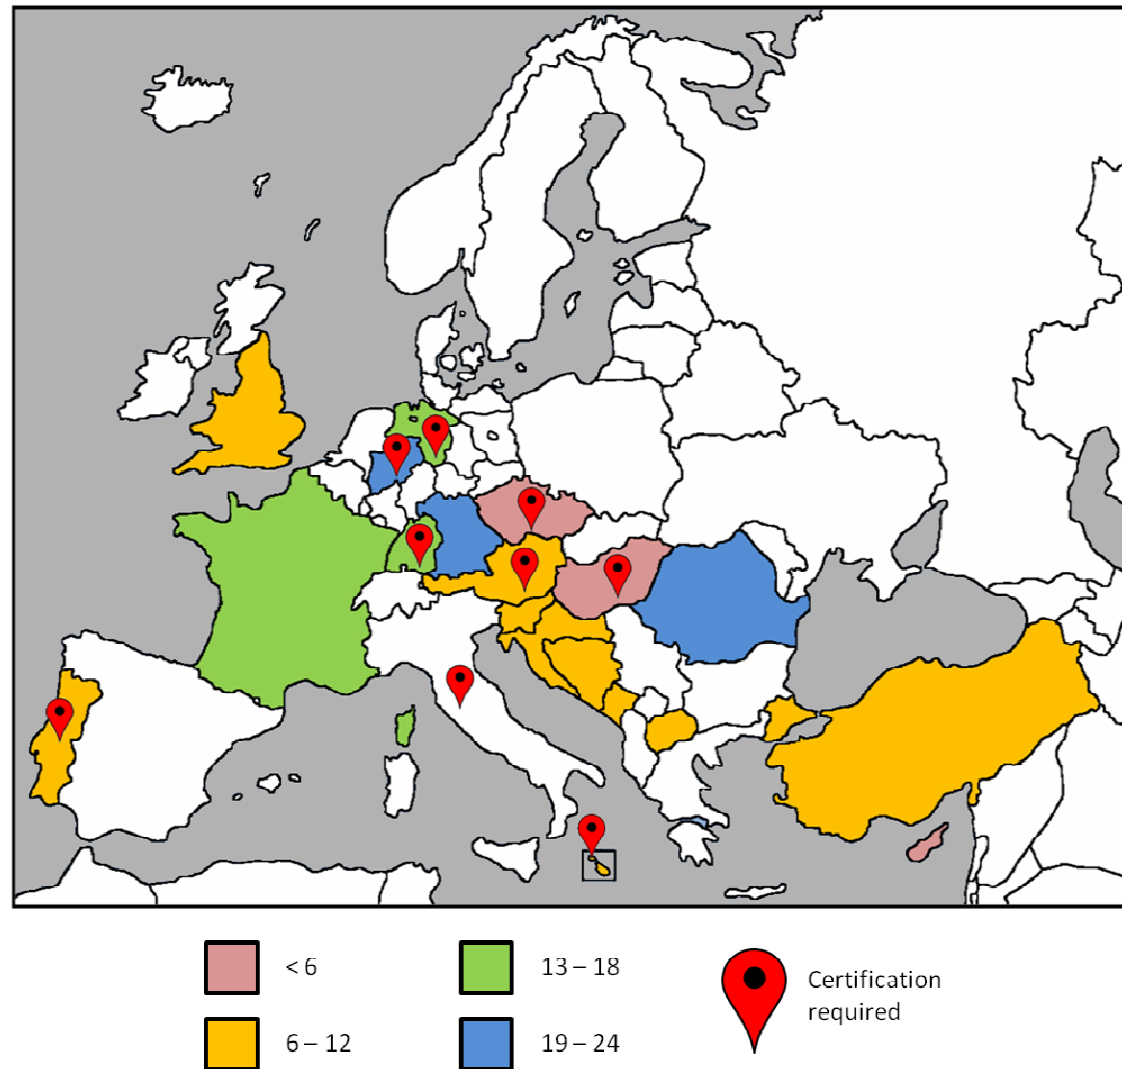 < 6
13 – 18
Certification
required
6 – 12
19 – 24